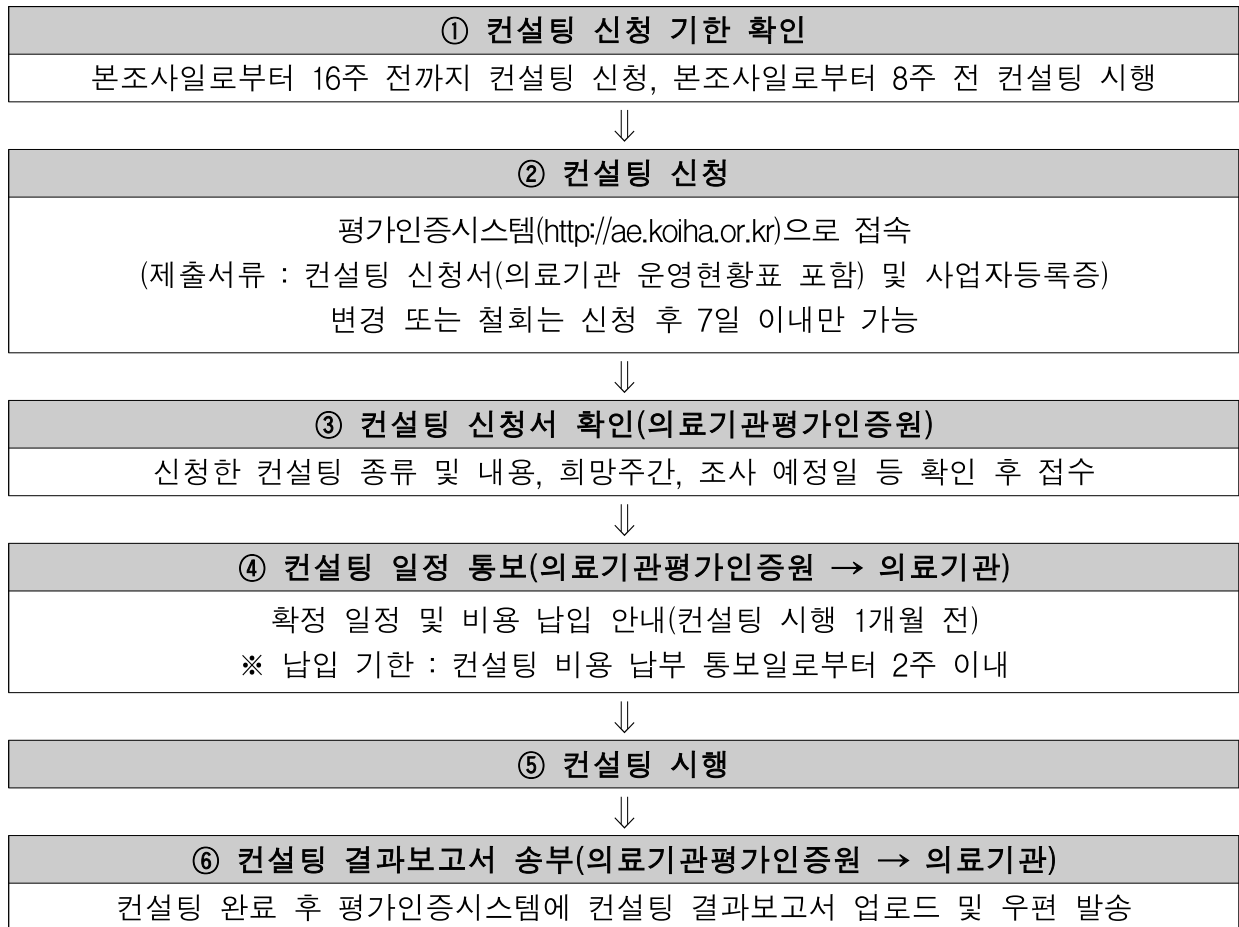 ① 컨설팅 신청 기한 확인
본조사일로부터 16주 전까지 컨설팅 신청, 본조사일로부터 8주 전 컨설팅 시행
⇓
② 컨설팅 신청
평가인증시스템(http://ae.koiha.or.kr)으로 접속
(제출서류 : 컨설팅 신청서(의료기관 운영현황표 포함) 및 사업자등록증)
변경 또는 철회는 신청 후 7일 이내만 가능
⇓
③ 컨설팅 신청서 확인(의료기관평가인증원)
신청한 컨설팅 종류 및 내용, 희망주간, 조사 예정일 등 확인 후 접수
⇓
④ 컨설팅 일정 통보(의료기관평가인증원 → 의료기관)
확정 일정 및 비용 납입 안내(컨설팅 시행 1개월 전)
※ 납입 기한 : 컨설팅 비용 납부 통보일로부터 2주 이내
⇓
⑤ 컨설팅 시행
⇓
⑥ 컨설팅 결과보고서 송부(의료기관평가인증원 → 의료기관)
컨설팅 완료 후 평가인증시스템에 컨설팅 결과보고서 업로드 및 우편 발송